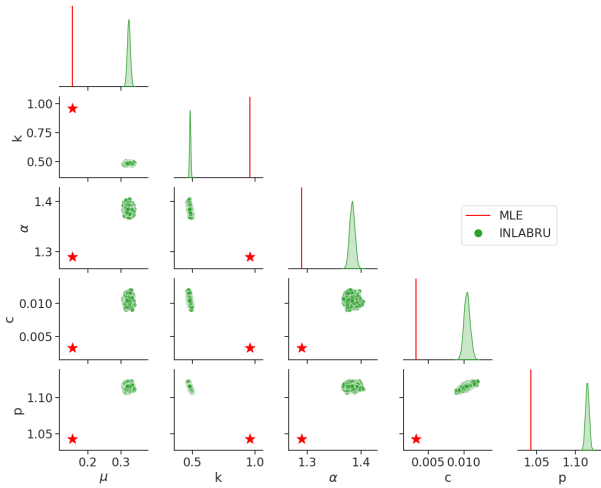 1.00
0.75
0.50
k
1.4
1.3
α
MLE
INLABRU
0.010
0.005
c
1.10
1.05
p
0.2 0.3
0.5 1.0
1.3 1.4
0.005 0.010
1.05 1.10
μ k α c p